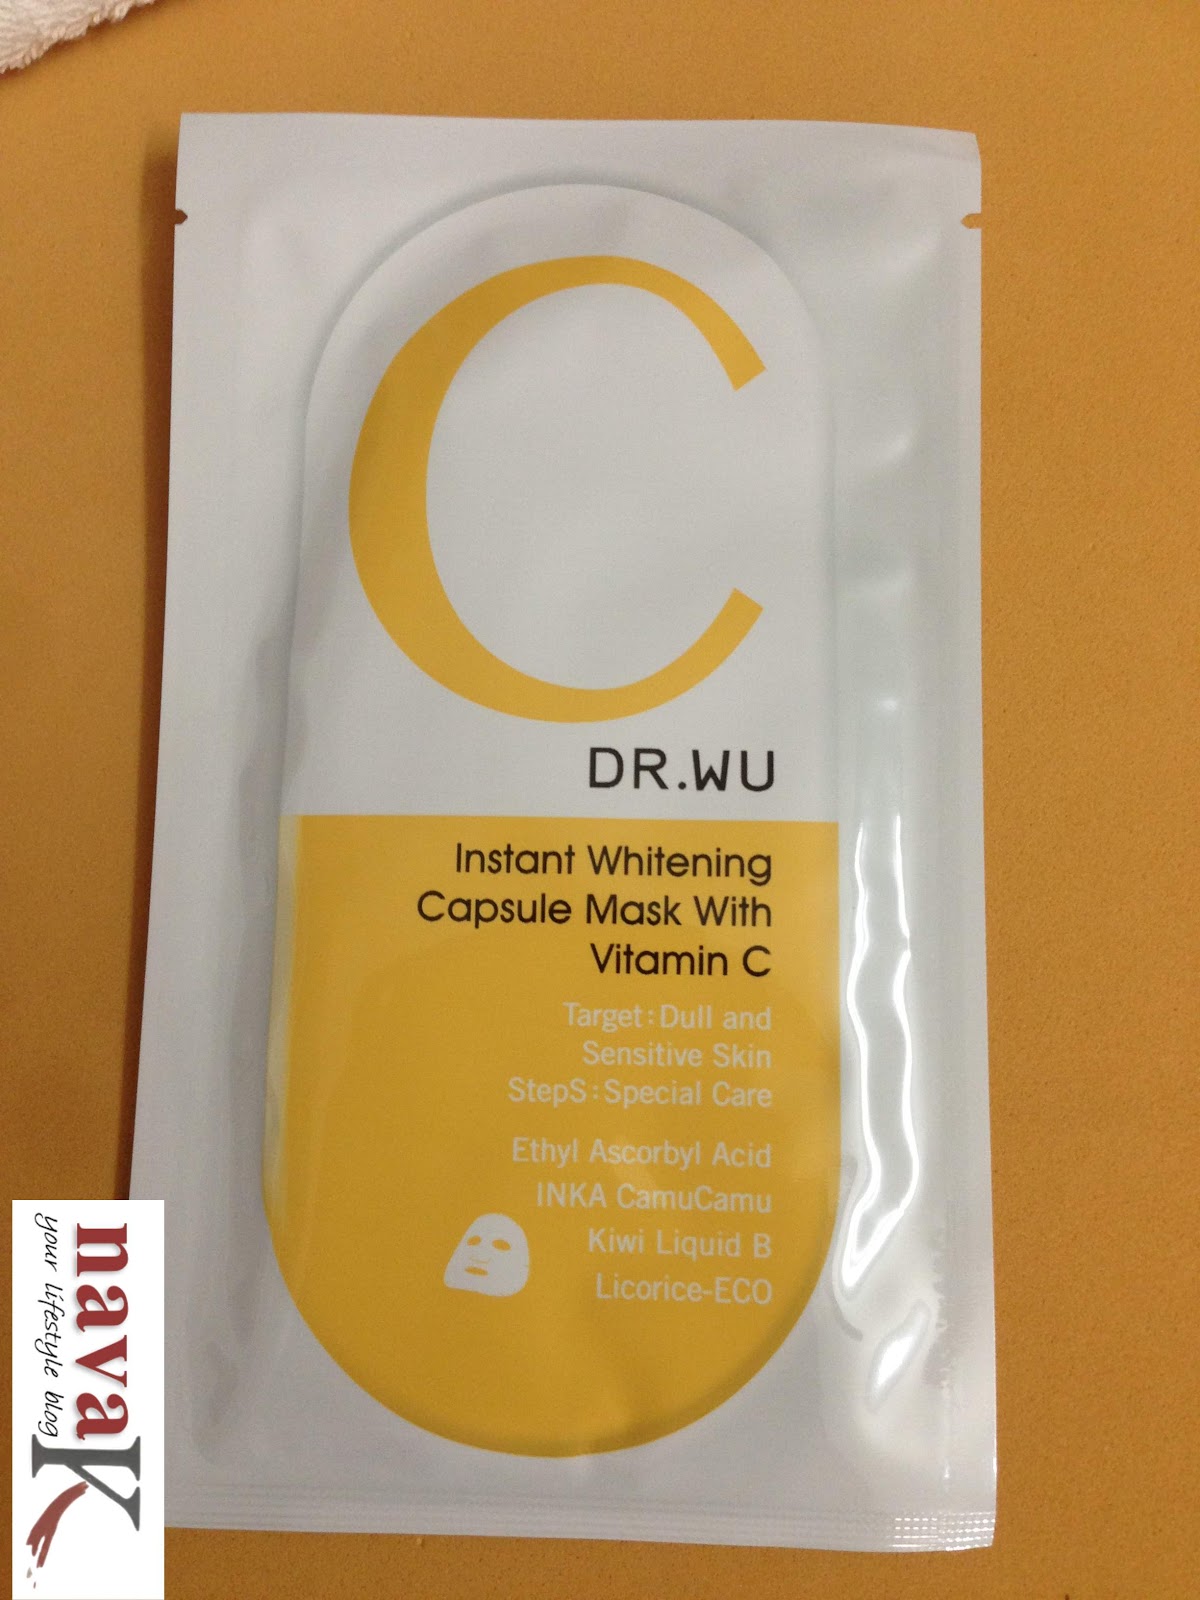 C
DR.WU
Instant Whitening
Capsule Mask With
Vitamin C
Target:Dull and
Sensitive Skin
StepS:Special Care
Ethyl Ascorbyl Acid
INKA CamuCamu
Kiwi Liquid B
Licorice-ECO
navaK
your lifestyle blog